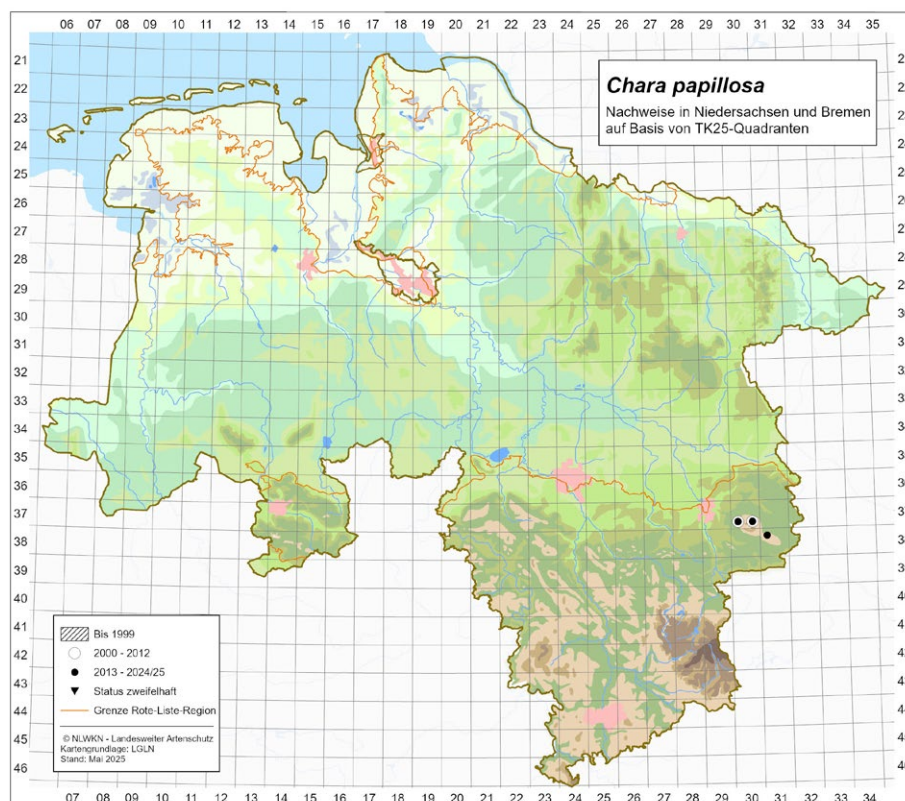 06 07 08 09 10 11 12 13 14 15 16 17 18 19 20 21 22 23 24 25 26 27 28 29 30 31 32 33 34 35
Chara papillosa
Nachweise in Niedersachsen und Bremen
auf Basis von TK25-Quadranten
21
22
23
24
25
26
27
28
29
30
31
32
33
34
35
36
37
38
39
40
41
42
43
44
45
46
Bis 1999
2000 - 2012
2013 - 2024/25
Status zweifelhaft
Grenze Rote-Liste-Region
© NLWKN - Landesweiter Artenschutz
Kartengrundlage: LGLN
Stand: Mai 2025
07 08 09 10 11 12 13 14 15 16 17 18 19 20 21 22 23 24 25 26 27 28 29 30 31 32 33 34